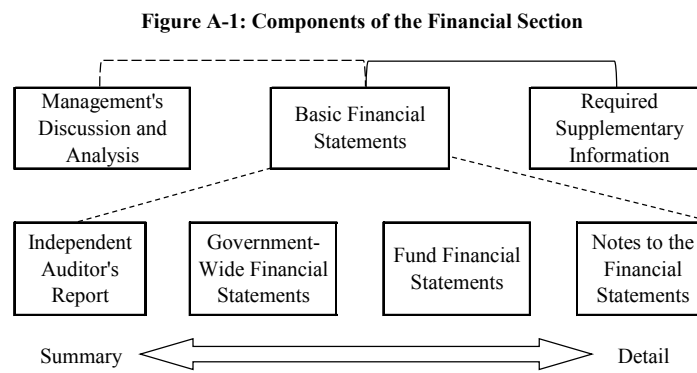 Figure A-1: Components of the Financial Section
Management's
Discussion and
Analysis
Basic Financial
Statements
Required
Supplementary
Information
Independent
Auditor's
Report
Government-
Wide Financial
Statements
Fund Financial
Statements
Notes to the
Financial
Statements
Summary
Detail